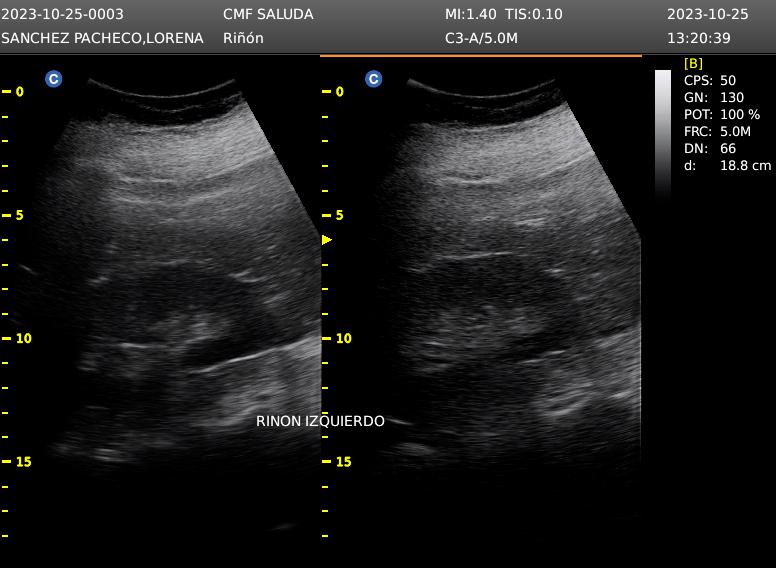 2023-10-25-0003 CMF SALUDA MI:1.40 TIS:0.10 2023-10-25
SANCHEZ PACHECO,LORENA Riñón C3-A/5.0M 13:20:39
C C
[B]
CPS: 50
GN: 130
POT: 100 %
FRC: 5.0M
DN: 66
d: 18.8 cm
0 0
5 5
10 10
RINON IZQUIERDO
15 15